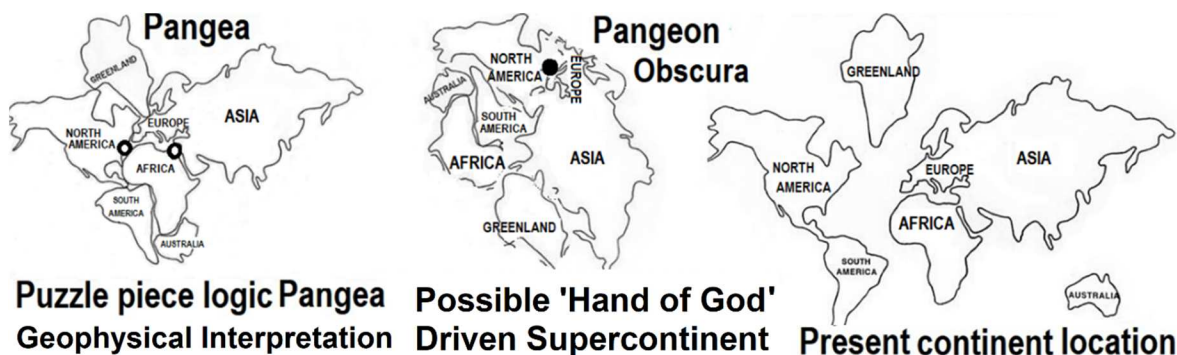 Pangea
GREENLAND
NORTH
AMERICA
EUROPE
ASIA
AFRICA
SOUTH
AMERICA
AUSTRALIA
Puzzle piece logic Pangea
Geophysical Interpretation
Pangeon
Obscura
NORTH
AMERICA
EUROPE
AUSTRALIA
SOUTH
AMERICA
AFRICA
ASIA
GREENLAND
Possible 'Hand of God'
Driven Supercontinent
GREENLAND
NORTH
AMERICA
EUROPE
ASIA
AFRICA
SOUTH
AMERICA
AUSTRALIA
Present continent location